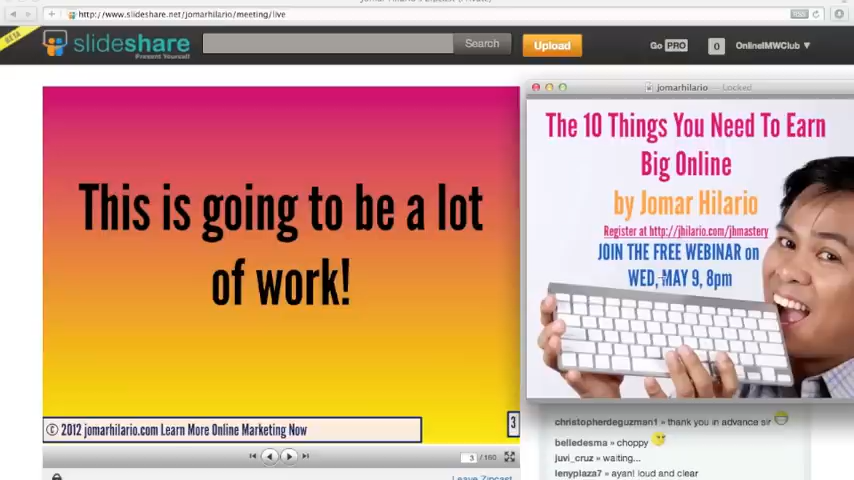 http://www.slideshare.net/jomarhilario/meeting/live
RSS
slideshare
Present Yourself
Search
Upload
Go PRO
0
OnlineIMWClub
BETA
jomarhilario — Locked
The 10 Things You Need To Earn
Big Online
by Jomar Hilario
Register at http://jhilario.com/jhmastery
JOIN THE FREE WEBINAR on
WED, MAY 9, 8pm
This is going to be a lot
of work!
© 2012 jomarhilario.com Learn More Online Marketing Now
3
3 /160
Leave Zipcast
christopherdeguzman1 » thank you in advance sir
belledesma » choppy
juvi_cruz » waiting...
lenyplaza7 » ayan! loud and clear